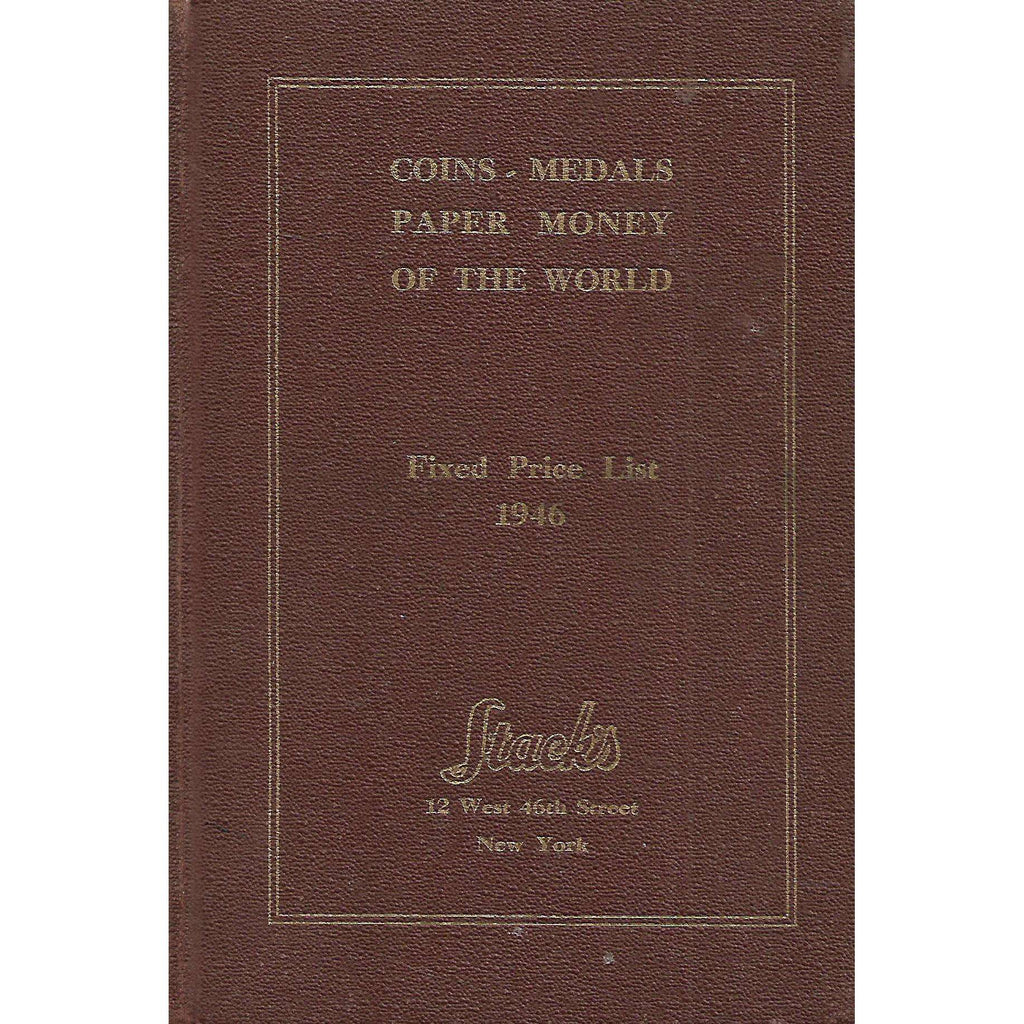 COINS - MEDALS
PAPER MONEY
OF THE WORLD
Fixed Price List
1946
Stack's
12 West 46th Street
New York